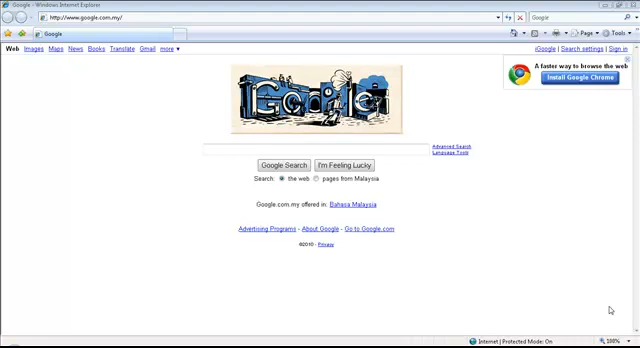 Google - Windows Internet Explorer
http://www.google.com.my/
Google
Google
Page
Tools
Web Images Maps News Books Translate Gmail more
iGoogle | Search settings | Sign in
A faster way to browse the web
Install Google Chrome
Google
Advanced Search
Language Tools
Google Search I'm Feeling Lucky
Search: the web pages from Malaysia
Google.com.my offered in: Bahasa Malaysia
Advertising Programs - About Google - Go to Google.com
©2010 - Privacy
Internet | Protected Mode: On
100%